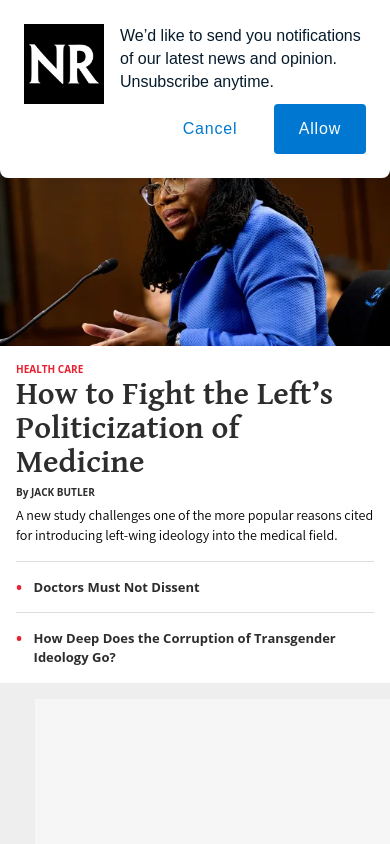 NR
We’d like to send you notifications
of our latest news and opinion.
Unsubscribe anytime.
Cancel
Allow
HEALTH CARE
How to Fight the Left’s
Politicization of
Medicine
By JACK BUTLER
A new study challenges one of the more popular reasons cited
for introducing left-wing ideology into the medical field.
Doctors Must Not Dissent
How Deep Does the Corruption of Transgender
Ideology Go?